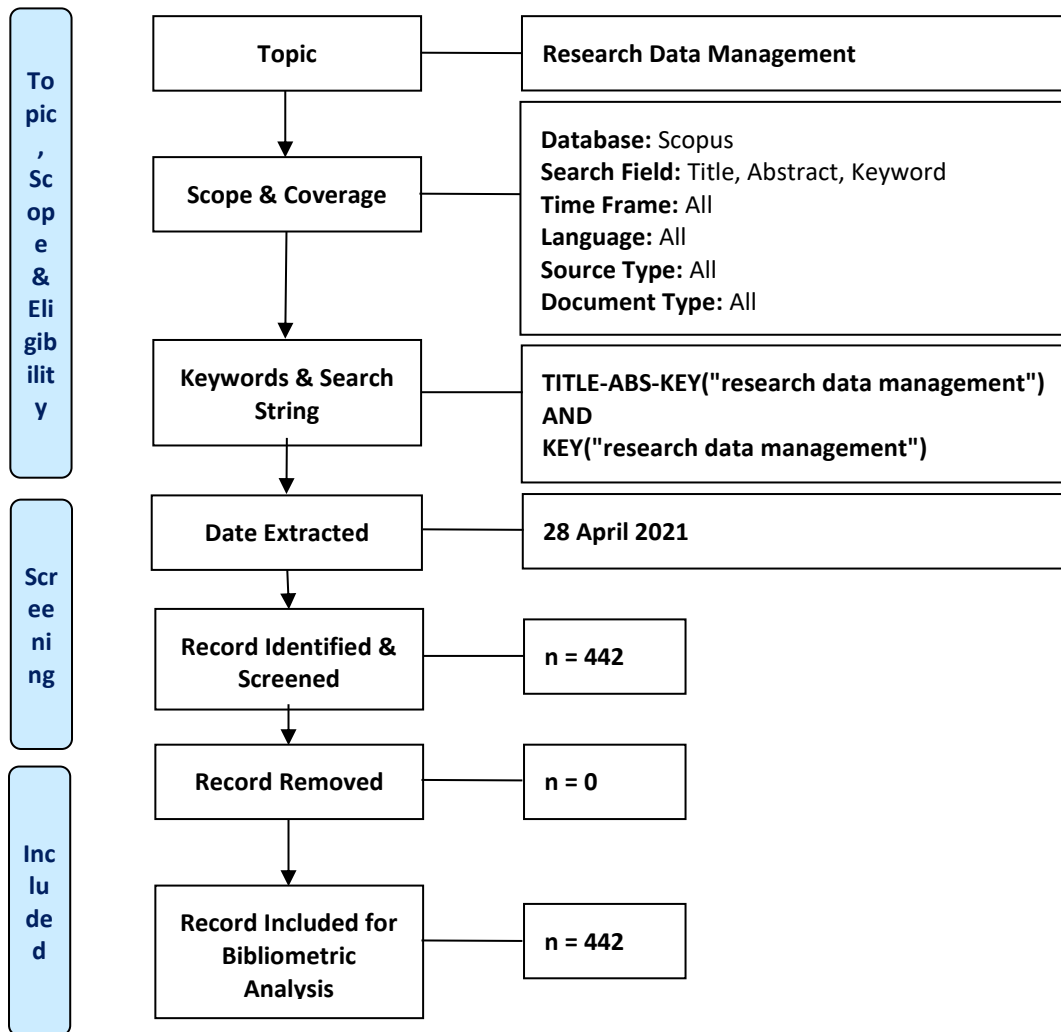 To
pic
,
Sc
op
e
&
Eli
gib
ilit
y
Topic
Research Data Management
Scope & Coverage
Database: Scopus
Search Field: Title, Abstract, Keyword
Time Frame: All
Language: All
Source Type: All
Document Type: All
Keywords & Search
String
TITLE-ABS-KEY("research data management")
AND
KEY("research data management")
Scr
ee
ni
ng
Date Extracted
28 April 2021
Record Identified &
Screened
n = 442
Record Removed
n = 0
Inc
lu
de
d
Record Included for
Bibliometric
Analysis
n = 442